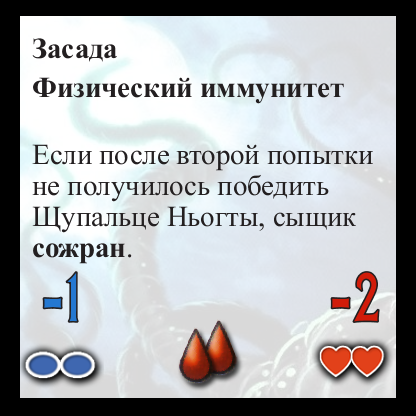 Засада
Физический иммунитет
Если после второй попытки
не получилось победить
Щупальце Ньогты, сыщик
сожран.
-1
-2